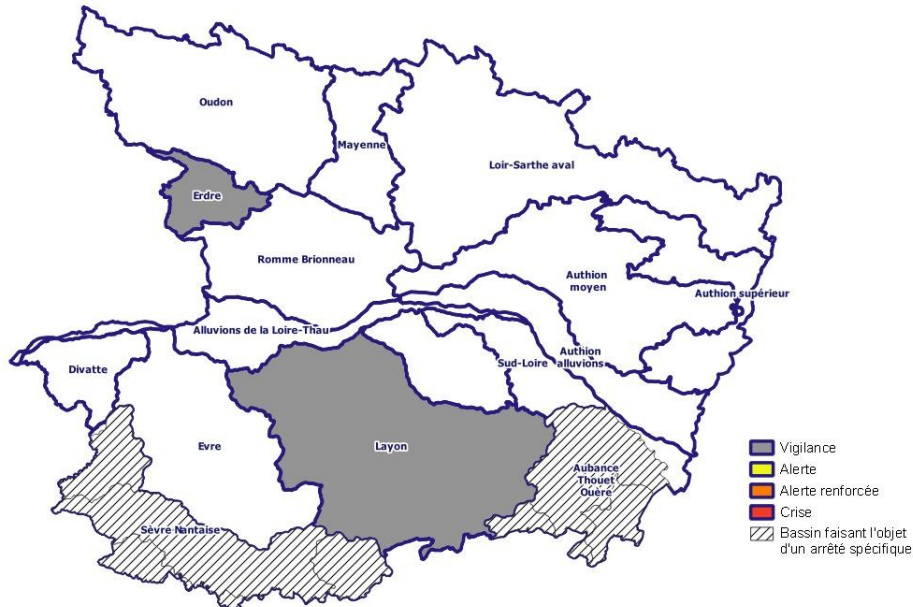 Oudon
Mayenne
Loir-Sarthe aval
Erdre
Romme Brionneau
Authion
moyen
Authion supérieur
Alluvions de la Loire-Thau
Divatte
Sud-Loire
Authion
alluvions
Evre
Layon
Aubance
Thouet
Ouère
Sèvre Nantaise
Vigilance
Alerte
Alerte renforcée
Crise
Bassin faisant l'objet
d'un arrêté spécifique